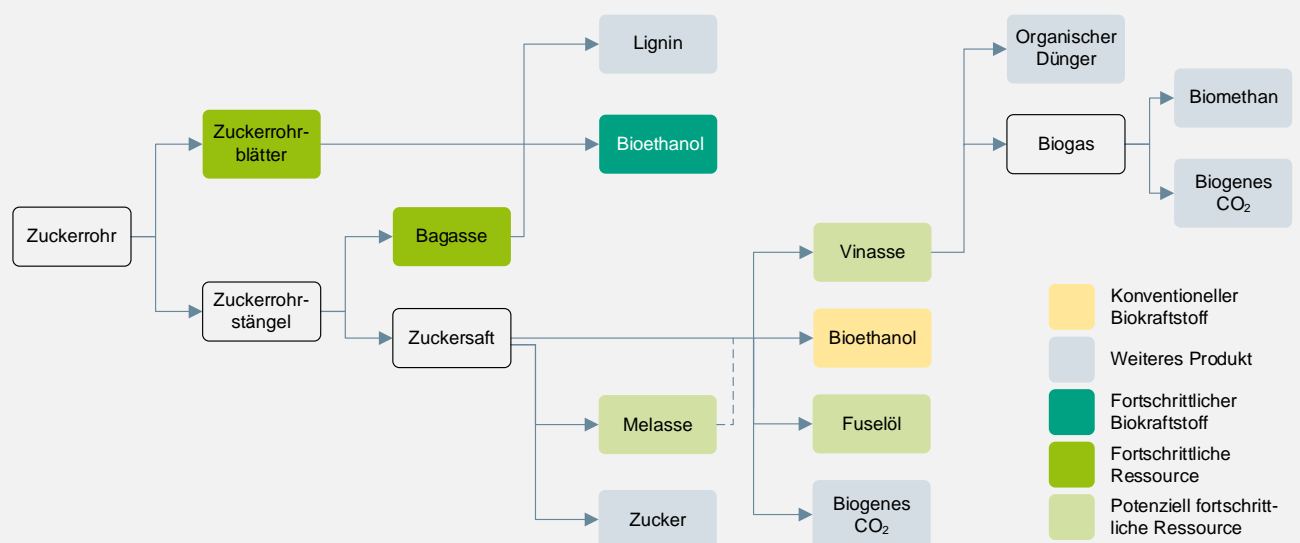 Lignin
Organischer
Dünger
Biomethan
Zuckerrohr-
blätter
Bioethanol
Biogas
Biogenes
CO₂
Zuckerrohr
Bagasse
Vinasse
Zuckerrohr-
stängel
Zuckersaft
Bioethanol
Melasse
Fuselöl
Zucker
Biogenes
CO₂
Konventioneller
Biokraftstoff
Weiteres Produkt
Fortschrittlicher
Biokraftstoff
Fortschrittliche
Ressource
Potenziell fortschritt-
liche Ressource